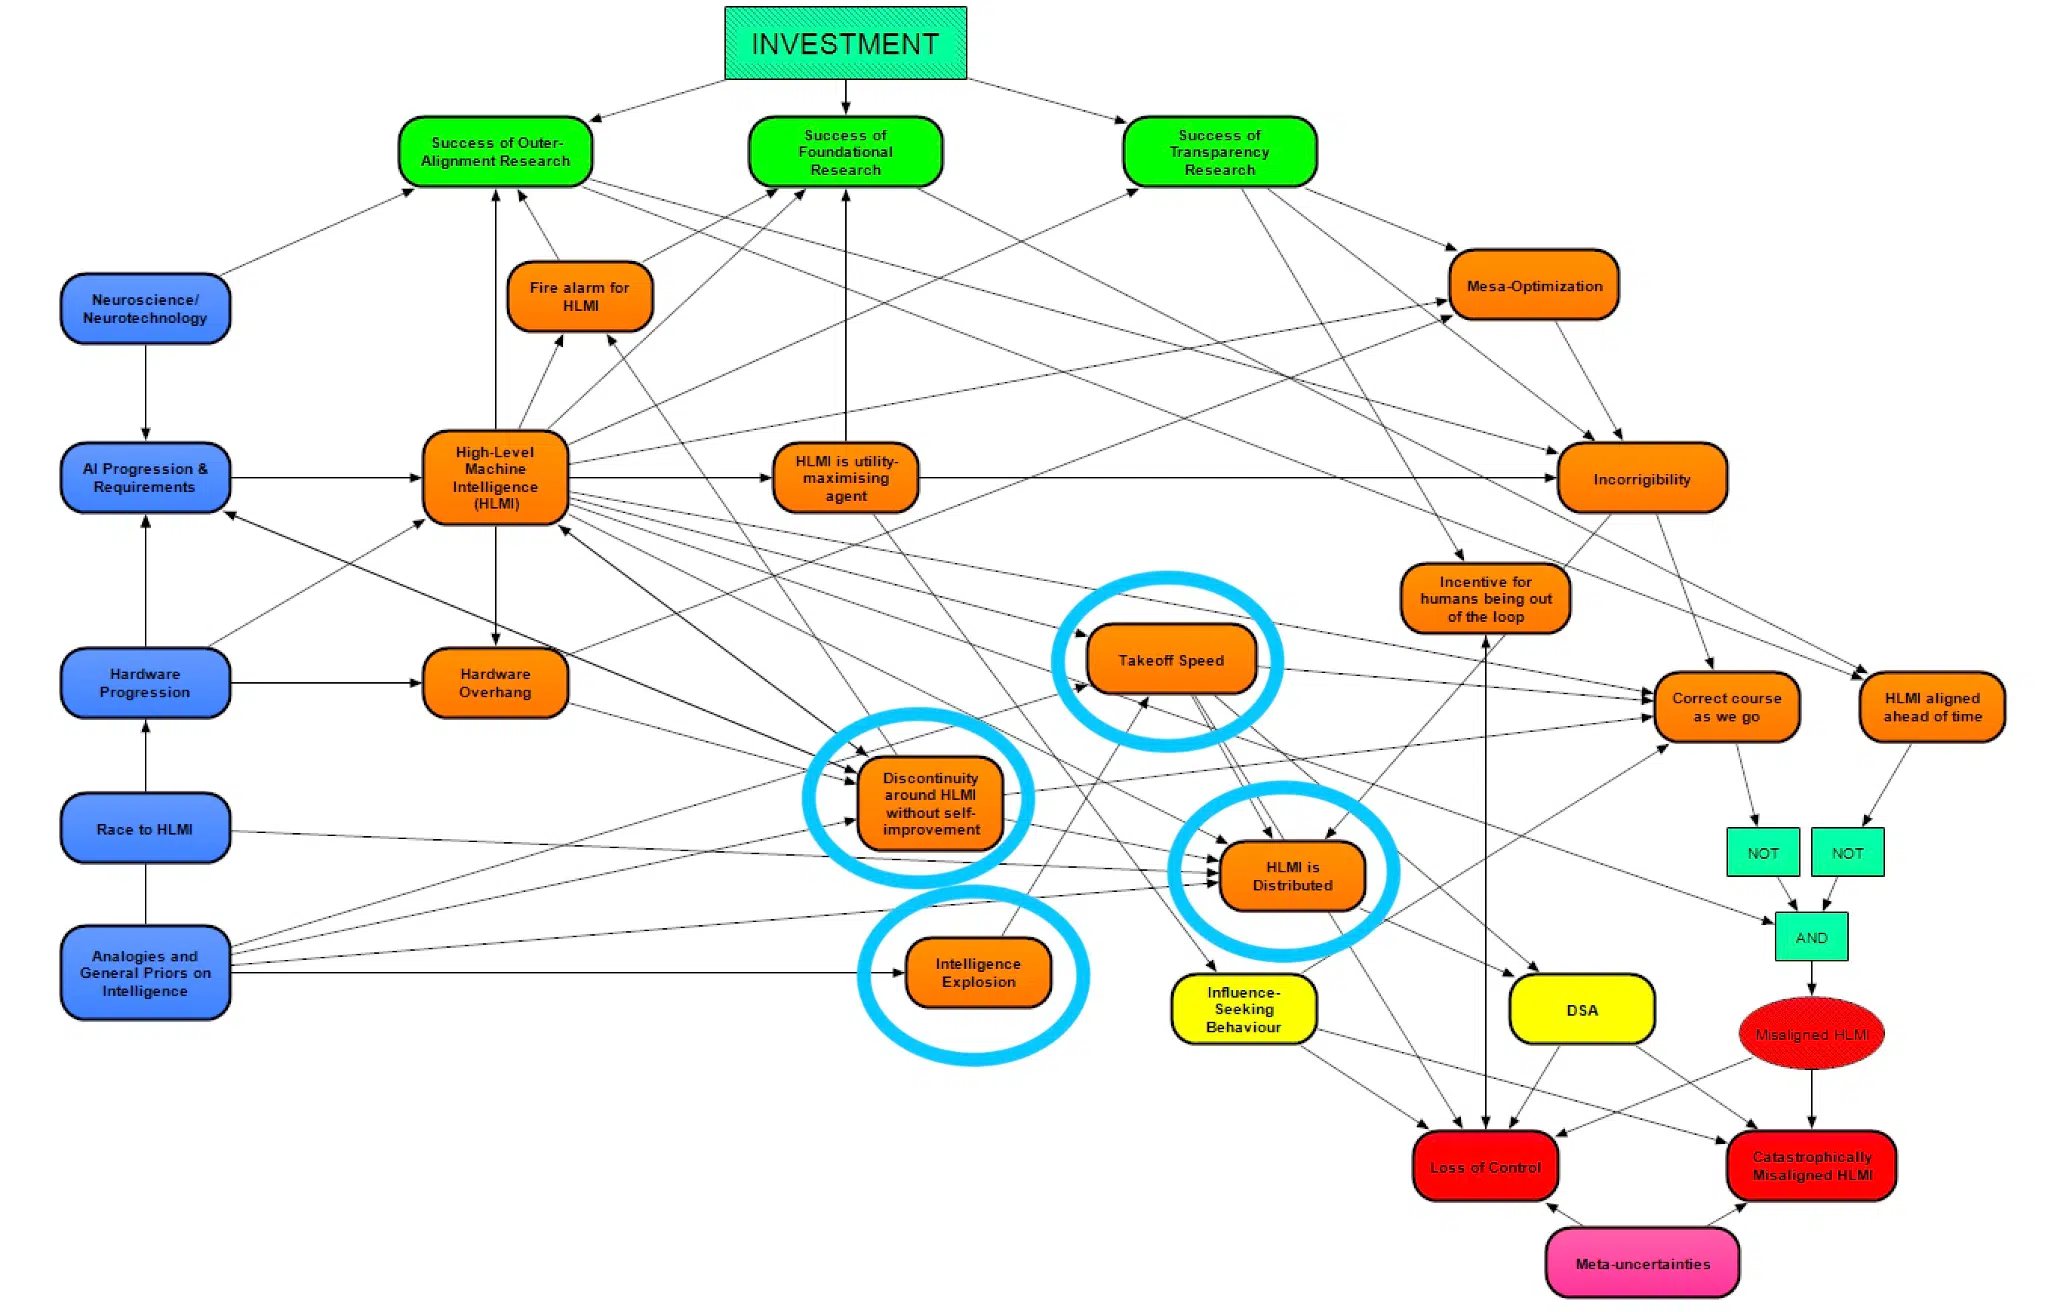 INVESTMENT
Success of Outer-
Alignment Research
Success of
Foundational
Research
Success of
Transparency
Research
Neuroscience/
Neurotechnology
Fire alarm for
HLMI
Mesa-Optimization
AI Progression &
Requirements
High-Level
Machine
Intelligence
(HLMI)
HLMI is utility-
maximising
agent
Incorrigibility
Incentive for
humans being out
of the loop
Hardware
Progression
Hardware
Overhang
Takeoff Speed
Correct course
as we go
HLMI aligned
ahead of time
Discontinuity
around HLMI
without self-
improvement
Race to HLMI
HLMI is
Distributed
NOT
NOT
AND
Analogies and
General Priors on
Intelligence
Intelligence
Explosion
Influence-
Seeking
Behaviour
DSA
Misaligned HLMI
Loss of Control
Catastrophically
Misaligned HLMI
Meta-uncertainties